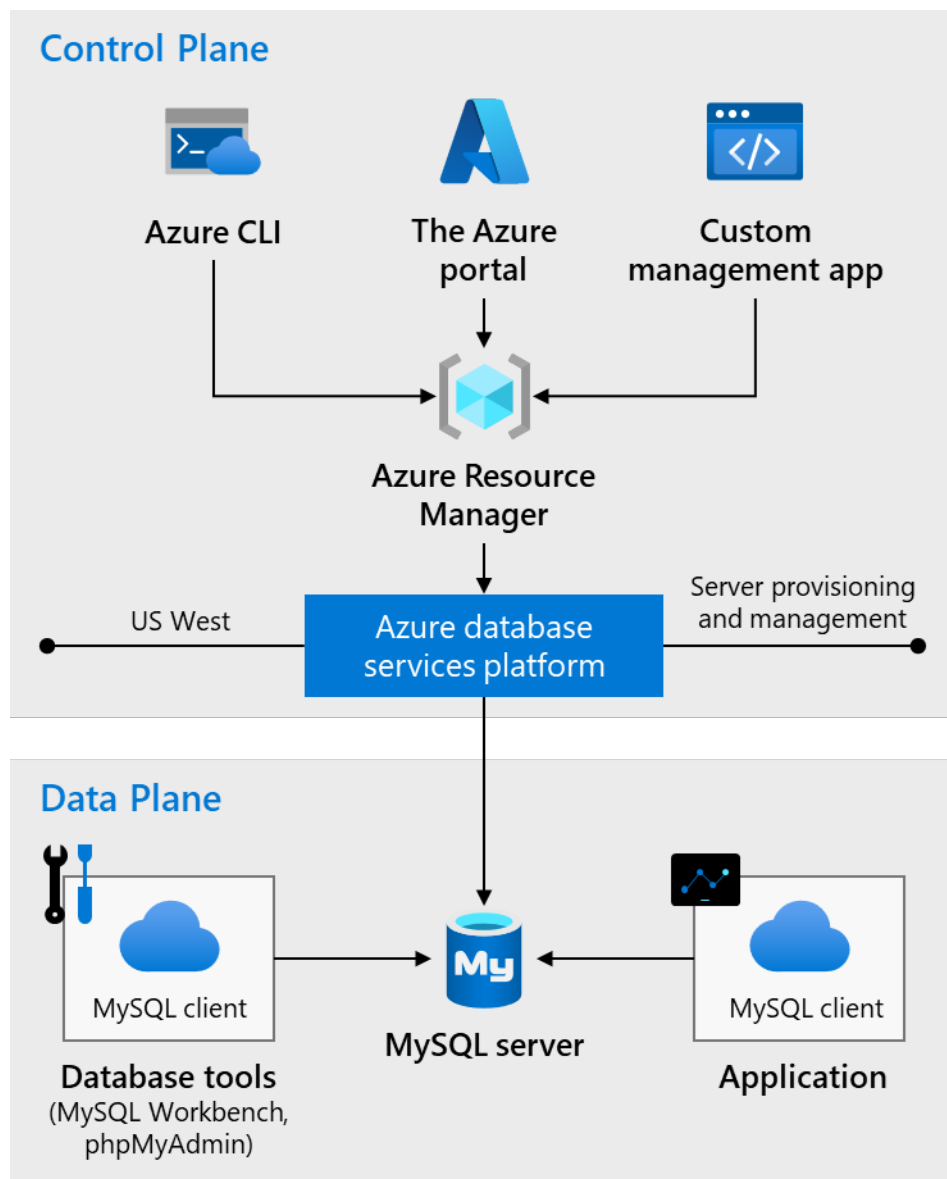 Control Plane
>_
</>
Azure CLI
The Azure
portal
Custom
management app
Azure Resource
Manager
US West
Azure database
services platform
Server provisioning
and management
Data Plane
MySQL client
Database tools
(MySQL Workbench,
phpMyAdmin)
My
MySQL server
MySQL client
Application